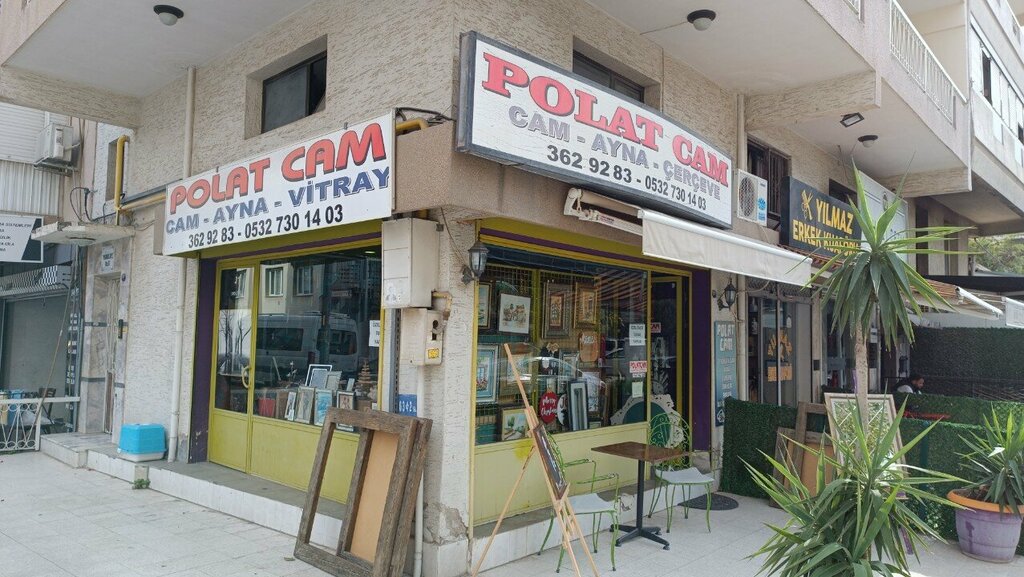 POLAT CAM
CAM - AYNA - VİTRAY
362 92 83 - 0532 730 14 03
POLAT CAM
CAM - AYNA - ÇERÇEVE
362 92 83 - 0532 730 14 03
YILMAZ
ERKEK KUAFÖRÜ
POLAT
CAM